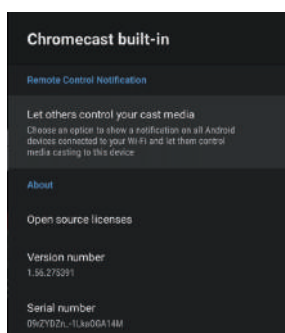 Chromecast built-in
Remote Control Notification
Let others control your cast media
Choose an option to show a notification on all Android
devices connected to your Wi-Fi and let them control
media casting to this device
About
Open source licenses
Version number
1.56.275391
Serial number